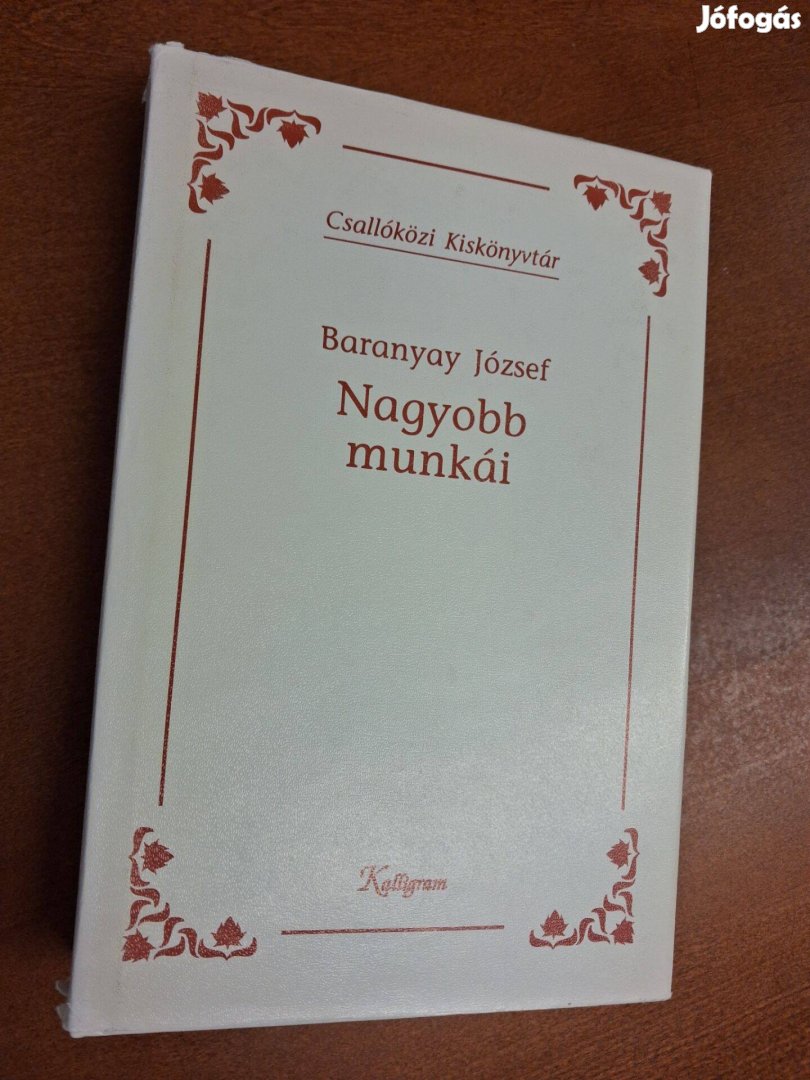 Jófogás
Csallóközi Kiskönyvtár
Baranyay József
Nagyobb
munkái
Kalligram